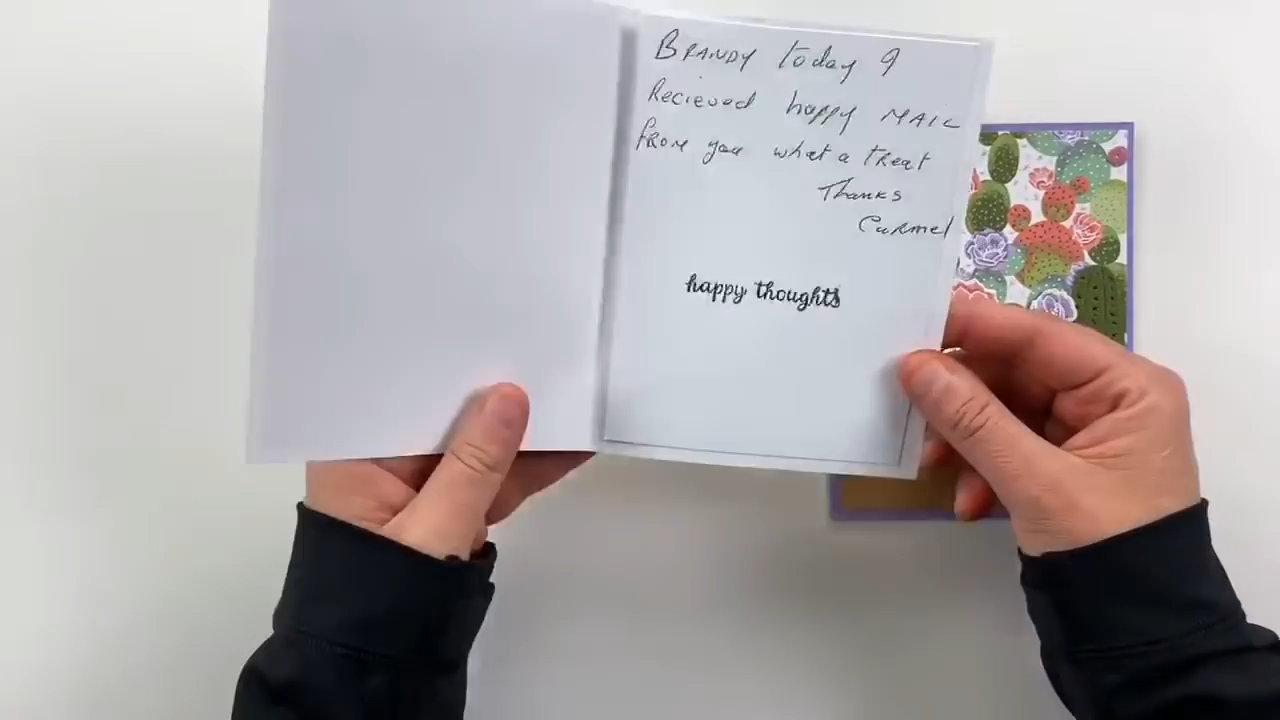 BRANDY today I
Recieved happy MAIL
from you what a treat
Thanks
Carmel
happy thoughts